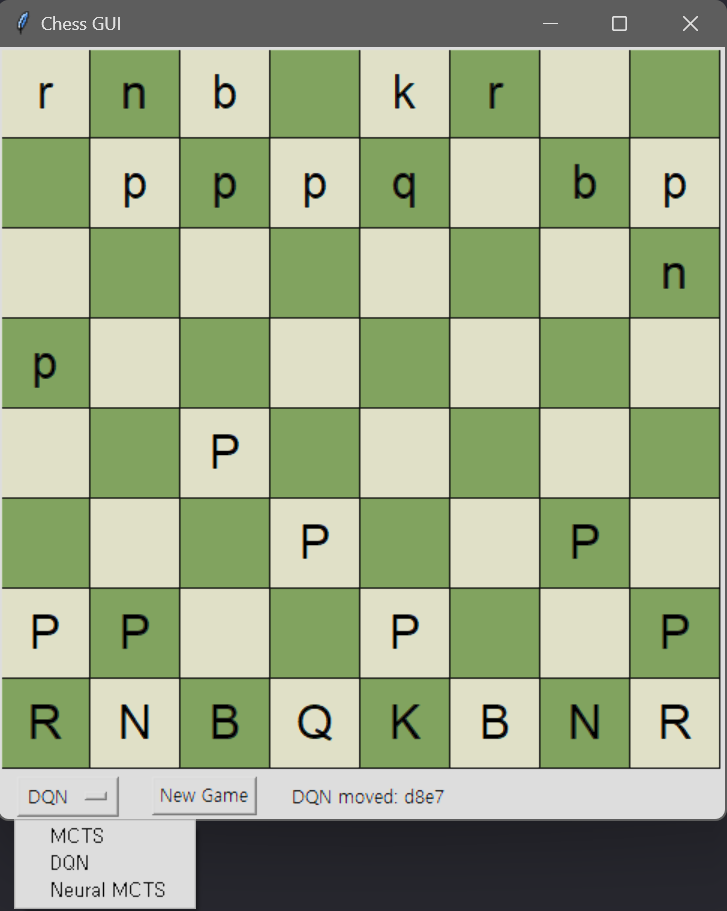 Chess GUI
r n b k r
p p p q b p
n
p
P
P P
P P P P
R N B Q K B N R
DQN New Game DQN moved: d8e7
MCTS
DQN
Neural MCTS